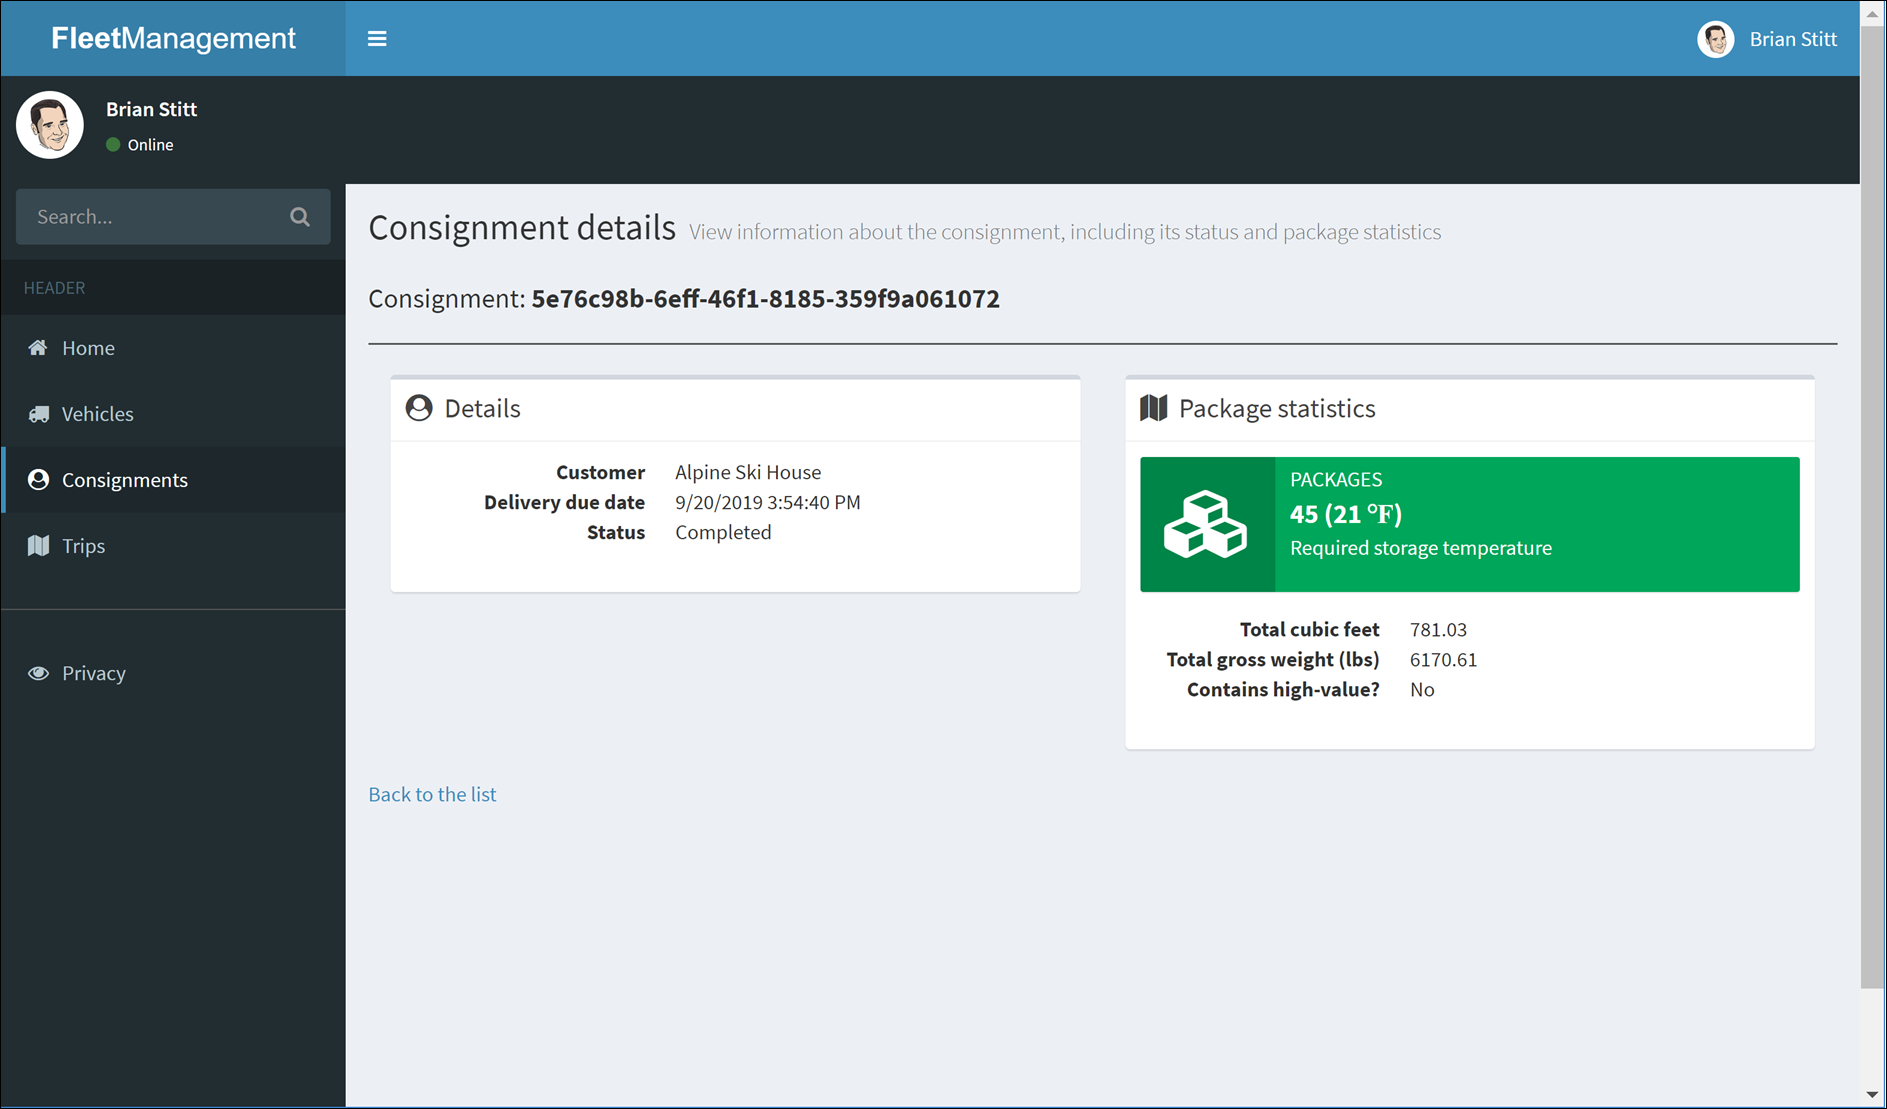 FleetManagement
Brian Stitt
Brian Stitt
Online
Search...
HEADER
Home
Vehicles
Consignments
Trips
Privacy
Consignment details View information about the consignment, including its status and package statistics
Consignment: 5e76c98b-6eff-46f1-8185-359f9a061072
Details
Customer Alpine Ski House
Delivery due date 9/20/2019 3:54:40 PM
Status Completed
Package statistics
PACKAGES
45 (21 °F)
Required storage temperature
Total cubic feet 781.03
Total gross weight (lbs) 6170.61
Contains high-value? No
Back to the list